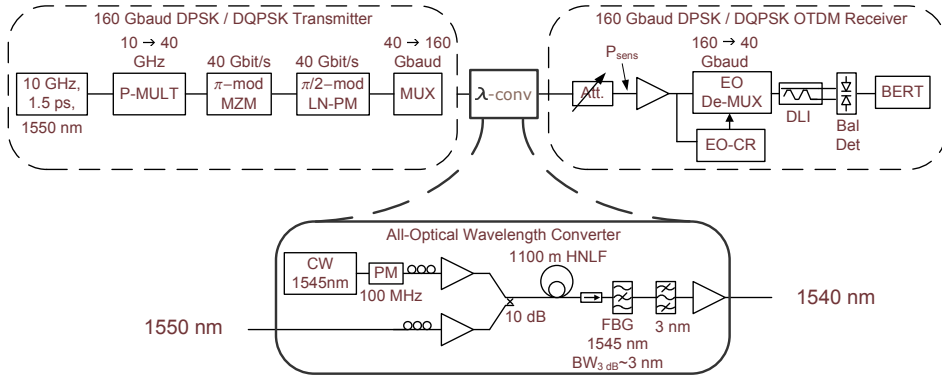 160 Gbaud DPSK / DQPSK Transmitter
10 → 40
GHz
40 Gbit/s
40 Gbit/s
40 → 160
Gbaud
10 GHz,
1.5 ps,
1550 nm
P-MULT
π−mod
MZM
π/2−mod
LN-PM
MUX
λ-conv
160 Gbaud DPSK / DQPSK OTDM Receiver
Psens
160 → 40
Gbaud
Att.
EO
De-MUX
EO-CR
DLI
Bal
Det
BERT
All-Optical Wavelength Converter
CW
1545nm
PM
100 MHz
1100 m HNLF
10 dB
FBG
1545 nm
BW3 dB~3 nm
3 nm
1550 nm
1540 nm